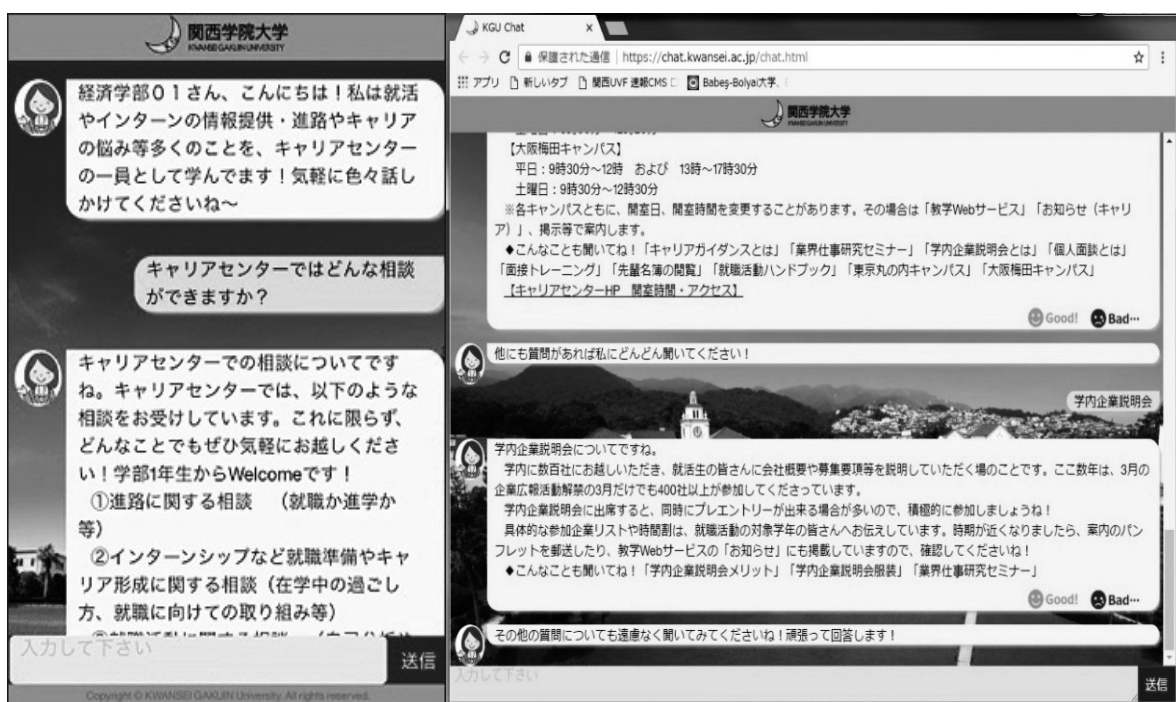 関西学院大学
KWANSEI GAKUIN UNIVERSITY
経済学部01さん、こんにちは!私は就活
やインターンの情報提供・進路やキャリア
の悩み等多くのことを、キャリアセンター
の一員として学んでます!気軽に色々話し
かけてくださいね～
キャリアセンターではどんな相談
ができますか?
キャリアセンターでの相談についてです
ね。キャリアセンターでは、以下のような
相談をお受けしています。これに限らず、
どんなことでもぜひ気軽にお越しくださ
い!学部1年生からWelcomeです!
①進路に関する相談 (就職か進学か
等)
②インターンシップなど就職準備やキャ
リア形成に関する相談(在学中の過ごし
方、就職に向けての取り組み等)
入力して下さい
送信
Copyright © KWANSEI GAKUIN University. All rights reserved.
KGU Chat
保護された通信 | https://chat.kwansei.ac.jp/chat.html
アプリ 新しいタブ 関西UVF 速報CMS Babeș-Bolyai大学、
関西学院大学
KWANSEI GAKUIN UNIVERSITY
【大阪梅田キャンパス】
平日:9時30分～12時 および 13時～17時30分
土曜日:9時30分～12時30分
※各キャンパスともに、開室日、開室時間を変更することがあります。その場合は「教学Webサービス」「お知らせ(キャリ
ア)」、掲示等で案内します。
◆こんなことも聞いてね!「キャリアガイダンスとは」「業界仕事研究セミナー」「学内企業説明会とは」「個人面談とは」
「面接トレーニング」「先輩名簿の閲覧」「就職活動ハンドブック」「東京丸の内キャンパス」「大阪梅田キャンパス」
【キャリアセンターHP 開室時間・アクセス】
Good! Bad…
他にも質問があれば私にどんどん聞いてください!
学内企業説明会
学内企業説明会についてですね。
学内に数百社にお越しいただき、就活生の皆さんに会社概要や募集要項等を説明していただく場のことです。ここ数年は、3月の
企業広報活動解禁の3月だけでも400社以上が参加してくださっています。
学内企業説明会に出席すると、同時にプレエントリーが出来る場合が多いので、積極的に参加しましょうね!
具体的な参加企業リストや時間割は、就職活動の対象学年の皆さんへお伝えしています。時期が近くなりましたら、案内のパン
フレットを郵送したり、教学Webサービスの「お知らせ」にも掲載していますので、確認してくださいね!
◆こんなことも聞いてね!「学内企業説明会メリット」「学内企業説明会服装」「業界仕事研究セミナー」
Good! Bad…
その他の質問についても遠慮なく聞いてみてくださいね!頑張って回答します!
入力して下さい
送信